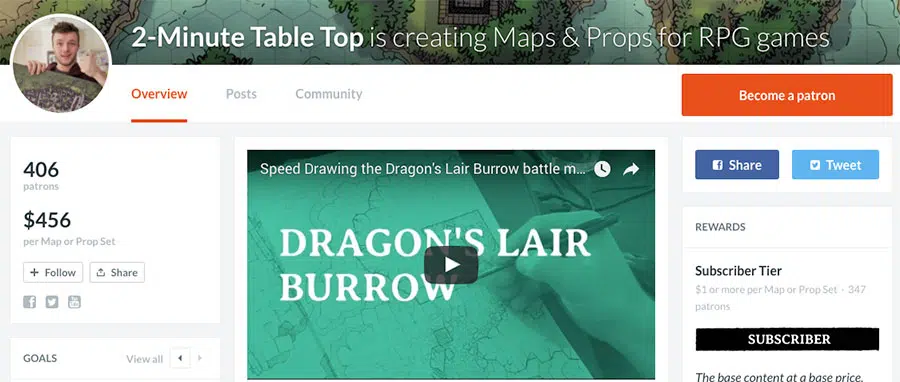 2-Minute Table Top is creating Maps & Props for RPG games
Overview
Posts
Community
Become a patron
406
patrons
$456
per Map or Prop Set
+ Follow
Share
GOALS
View all
Speed Drawing the Dragon's Lair Burrow battle m...
DRAGON'S LAIR
BURROW
Share
Tweet
REWARDS
Subscriber Tier
$1 or more per Map or Prop Set · 347
patrons
SUBSCRIBER
The base content at a base price.